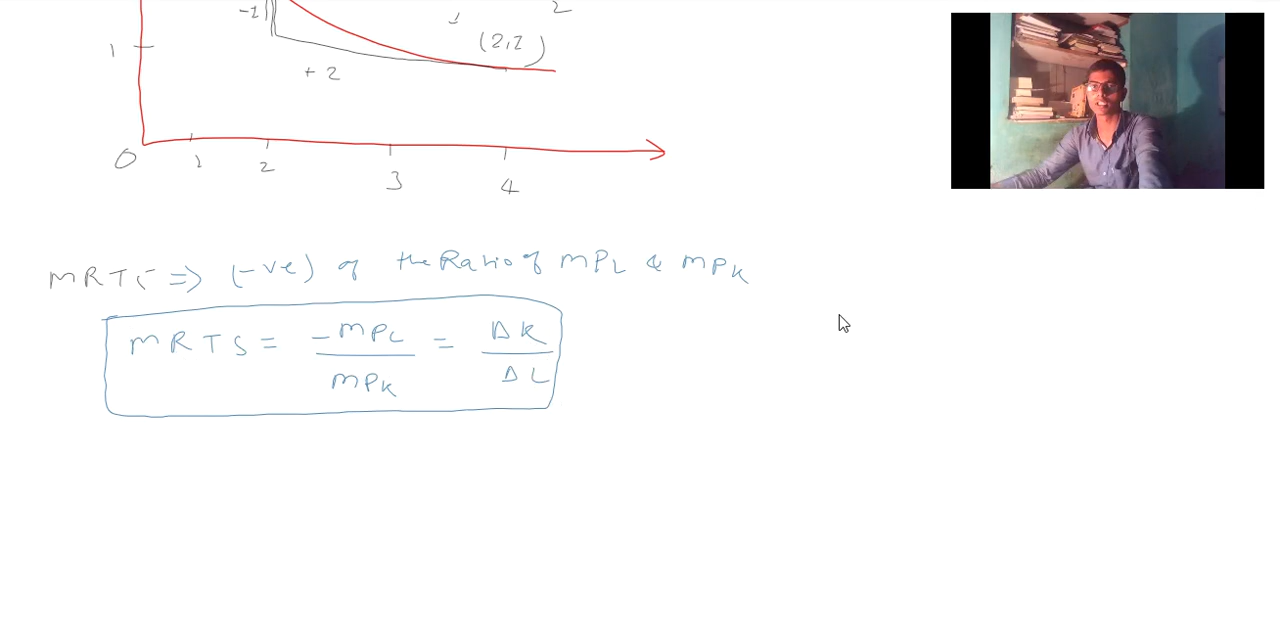 -1 2
1 (2,2)
+ 2
0 1 2 3 4
MRTS => (-ve) of the Ratio of MPL & MPK
MRTS = -MPL / MPK = ΔK / ΔL